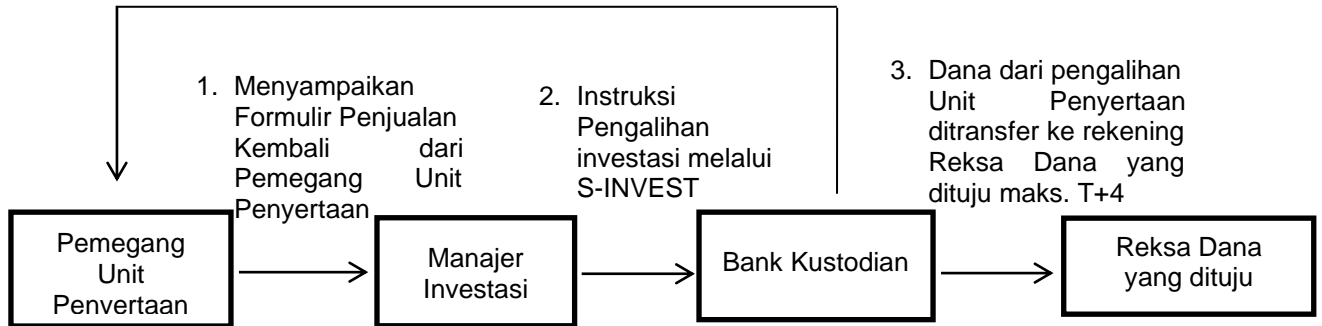 1. Menyampaikan
Formulir Penjualan
Kembali dari
Pemegang Unit
Penyertaan
2. Instruksi
Pengalihan
investasi melalui
S-INVEST
3. Dana dari pengalihan
Unit Penyertaan
ditransfer ke rekening
Reksa Dana yang
dituju maks. T+4
Pemegang
Unit
Penvertaan
Manajer
Investasi
Bank Kustodian
Reksa Dana
yang dituju